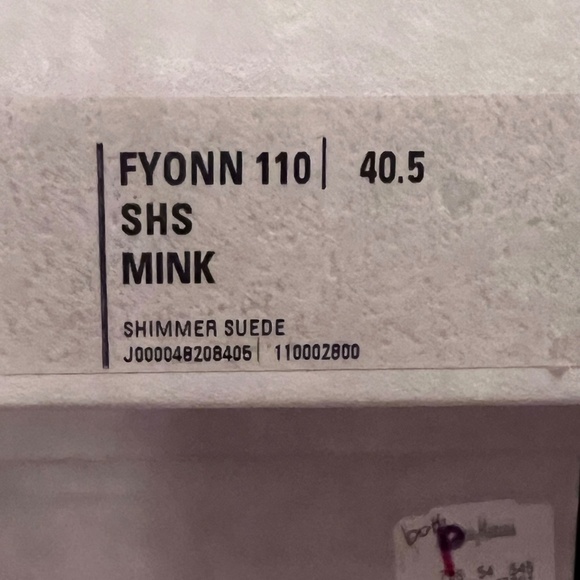 FYONN 110 40.5
SHS
MINK
SHIMMER SUEDE
J000048208405 110002800